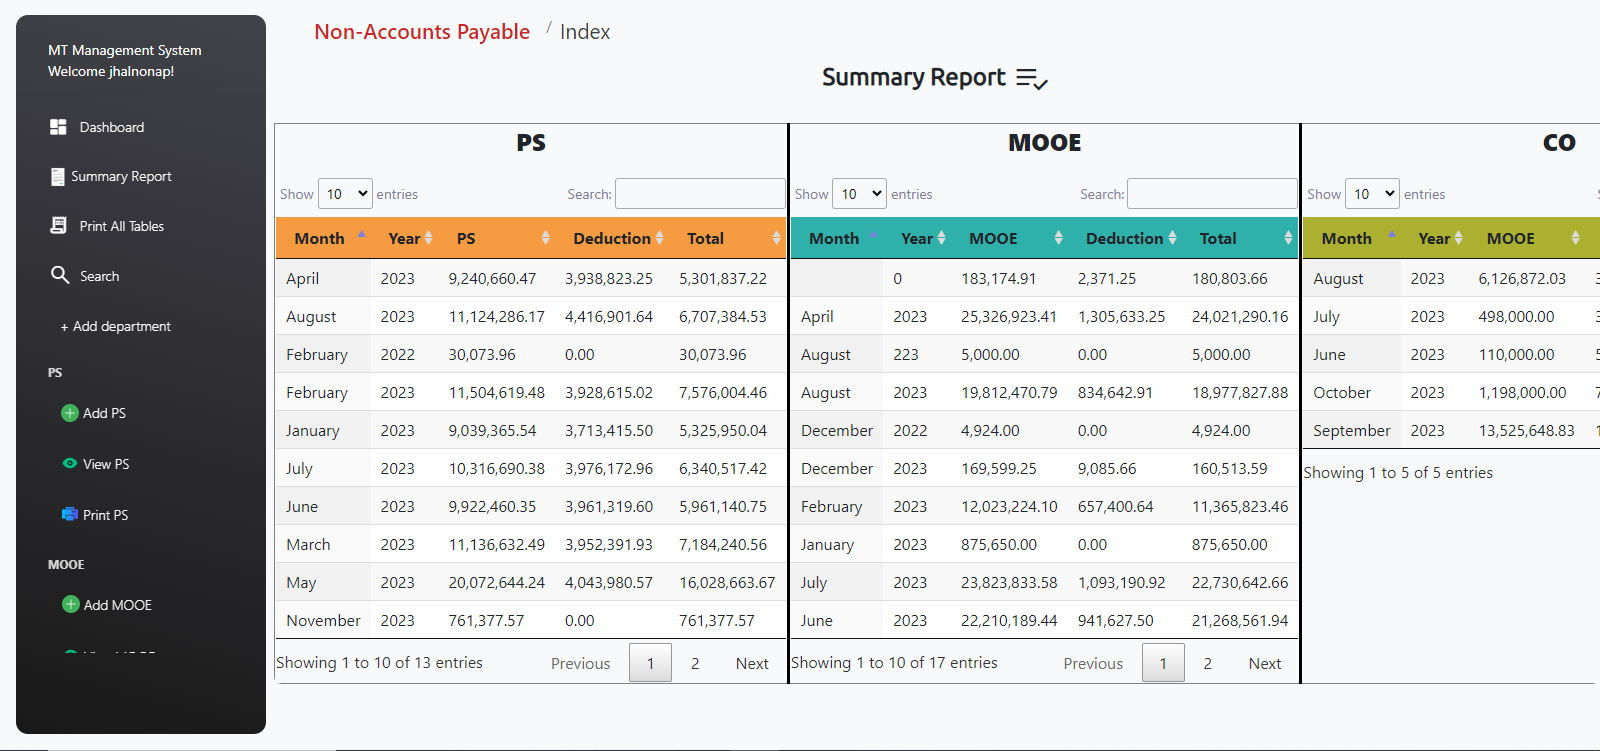 MT Management System
Welcome jhalnonap!
Dashboard
Summary Report
Print All Tables
Search
+ Add department
PS
Add PS
View PS
Print PS
MOOE
Add MOOE
Non-Accounts Payable / Index
Summary Report
PS
Show 10 entries Search:
Month Year PS Deduction Total
April 2023 9,240,660.47 3,938,823.25 5,301,837.22
August 2023 11,124,286.17 4,416,901.64 6,707,384.53
February 2022 30,073.96 0.00 30,073.96
February 2023 11,504,619.48 3,928,615.02 7,576,004.46
January 2023 9,039,365.54 3,713,415.50 5,325,950.04
July 2023 10,316,690.38 3,976,172.96 6,340,517.42
June 2023 9,922,460.35 3,961,319.60 5,961,140.75
March 2023 11,136,632.49 3,952,391.93 7,184,240.56
May 2023 20,072,644.24 4,043,980.57 16,028,663.67
November 2023 761,377.57 0.00 761,377.57
Showing 1 to 10 of 13 entries Previous 1 2 Next
MOOE
Show 10 entries Search:
Month Year MOOE Deduction Total
0 183,174.91 2,371.25 180,803.66
April 2023 25,326,923.41 1,305,633.25 24,021,290.16
August 223 5,000.00 0.00 5,000.00
August 2023 19,812,470.79 834,642.91 18,977,827.88
December 2022 4,924.00 0.00 4,924.00
December 2023 169,599.25 9,085.66 160,513.59
February 2023 12,023,224.10 657,400.64 11,365,823.46
January 2023 875,650.00 0.00 875,650.00
July 2023 23,823,833.58 1,093,190.92 22,730,642.66
June 2023 22,210,189.44 941,627.50 21,268,561.94
Showing 1 to 10 of 17 entries Previous 1 2 Next
CO
Show 10 entries
Month Year MOOE
August 2023 6,126,872.03
July 2023 498,000.00
June 2023 110,000.00
October 2023 1,198,000.00
September 2023 13,525,648.83
Showing 1 to 5 of 5 entries